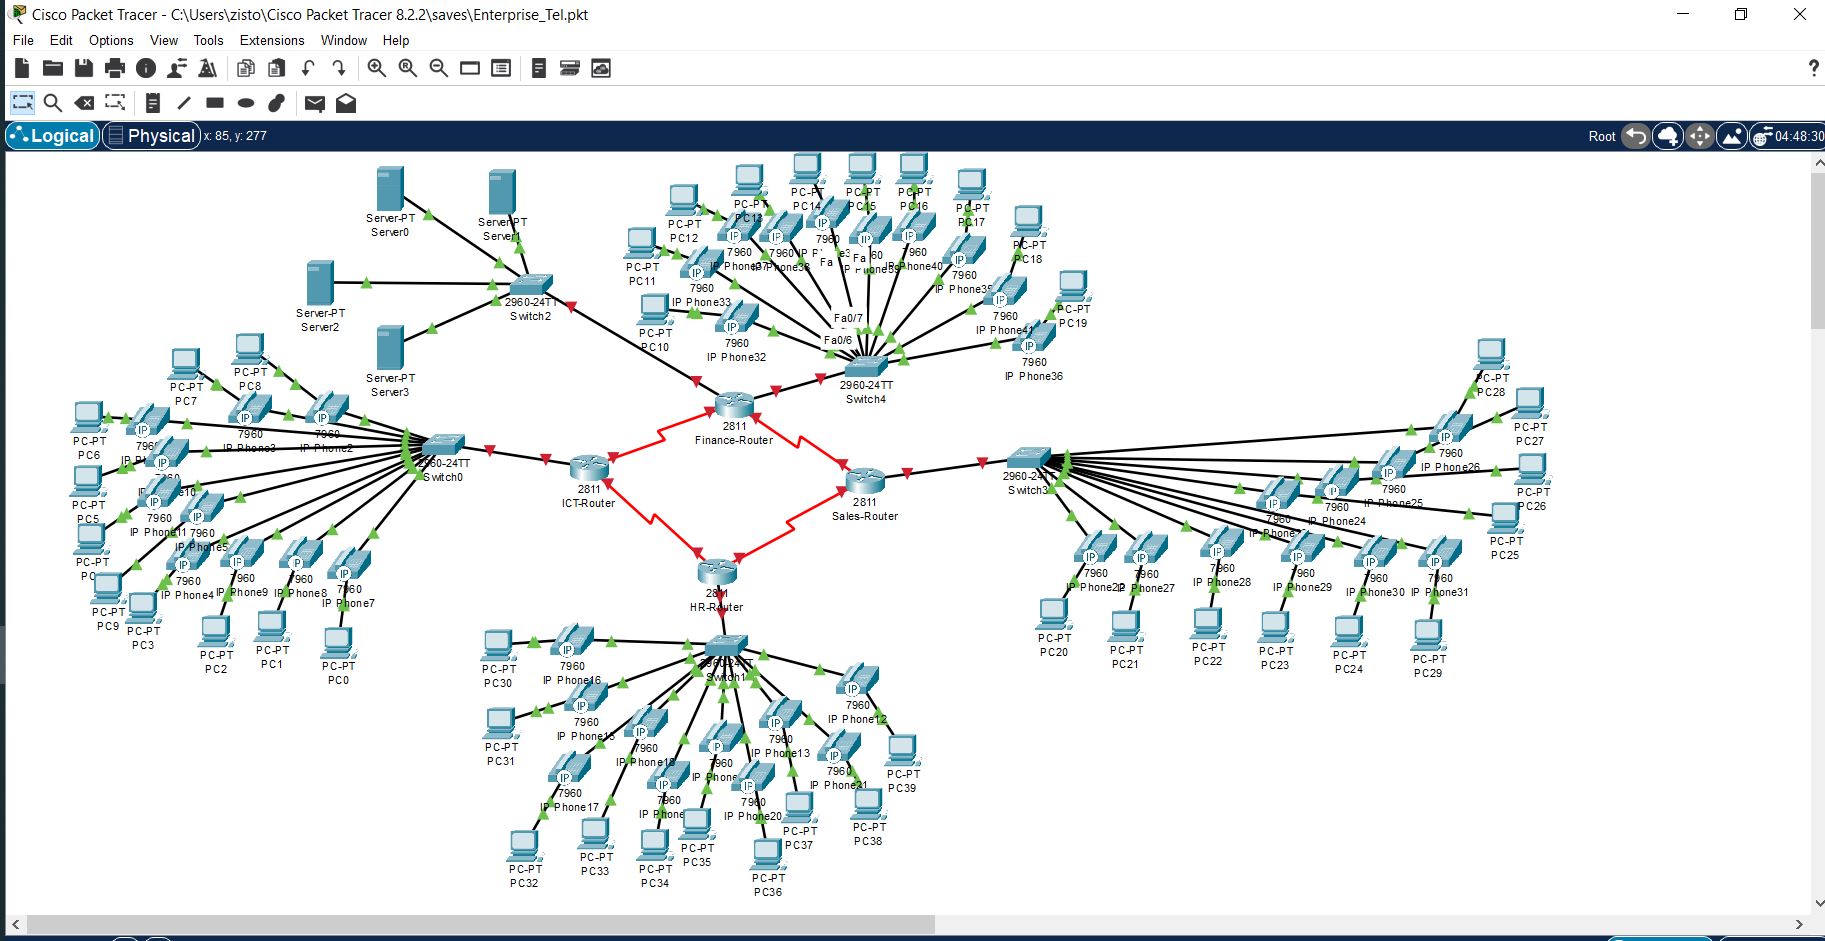 Cisco Packet Tracer - C:\Users\zisto\Cisco Packet Tracer 8.2.2\saves\Enterprise_Tel.pkt
File Edit Options View Tools Extensions Window Help
?
Logical Physical x: 85, y: 277
Root 04:48:30
Server-PT
Server0
Server-PT
Server1
Server-PT
Server2
Server-PT
Server3
2960-24TT
Switch2
PC-PT
PC10
PC-PT
PC11
PC-PT
PC12
PC-PT
PC13
PC-PT
PC14
PC-PT
PC15
PC-PT
PC16
PC-PT
PC17
PC-PT
PC18
PC-PT
PC19
7960
IP Phone33
7960
IP Phone32
7960
IP Phone38
7960
IP Phone40
7960
IP Phone35
7960
IP Phone41
7960
IP Phone36
Fa0/7
Fa0/6
2960-24TT
Switch4
2811
Finance-Router
2811
ICT-Router
2811
Sales-Router
2811
HR-Router
PC-PT
PC8
PC-PT
PC7
PC-PT
PC6
PC-PT
PC5
PC-PT
PC-PT
PC9
PC-PT
PC3
PC-PT
PC2
PC-PT
PC1
PC-PT
PC0
7960
IP Phone3
7960
IP Phone2
7960
IP Phone11
7960
IP Phone5
7960
IP Phone4
7960
IP Phone9
7960
IP Phone8
7960
IP Phone7
2960-24TT
Switch0
2960-24TT
Switch3
PC-PT
PC28
PC-PT
PC27
PC-PT
PC26
PC-PT
PC25
7960
IP Phone26
7960
IP Phone25
7960
IP Phone24
7960
7960
IP Phone22
7960
IP Phone27
7960
IP Phone28
7960
IP Phone29
7960
IP Phone30
7960
IP Phone31
PC-PT
PC20
PC-PT
PC21
PC-PT
PC22
PC-PT
PC23
PC-PT
PC24
PC-PT
PC29
2960-24TT
Switch1
PC-PT
PC30
7960
IP Phone16
PC-PT
PC31
7960
IP Phone15
7960
IP Phone18
7960
IP Phone17
7960
IP Phone
7960
IP Phone
7960
IP Phone20
7960
IP Phone13
7960
IP Phone21
7960
IP Phone12
PC-PT
PC32
PC-PT
PC33
PC-PT
PC34
PC-PT
PC35
PC-PT
PC36
PC-PT
PC37
PC-PT
PC38
PC-PT
PC39